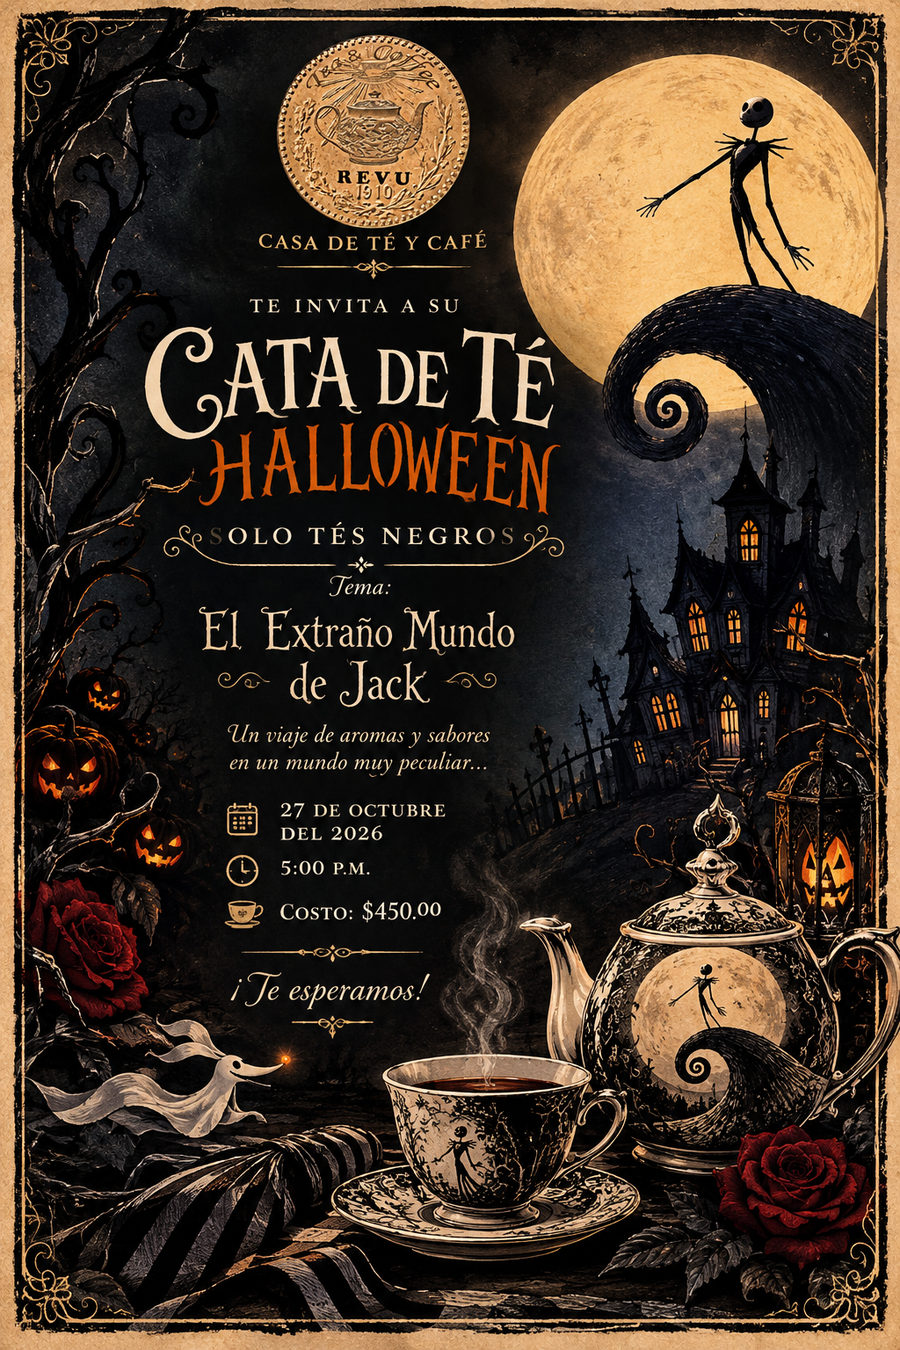 Tea & Coffee
REVU
1910
CASA DE TÉ Y CAFÉ
TE INVITA A SU
CATA DE TÉ
HALLOWEEN
SOLO TÉS NEGROS
Tema:
El Extraño Mundo
de Jack
Un viaje de aromas y sabores
en un mundo muy peculiar...
27 DE OCTUBRE
DEL 2026
5:00 P.M.
COSTO: $450.00
¡Te esperamos!